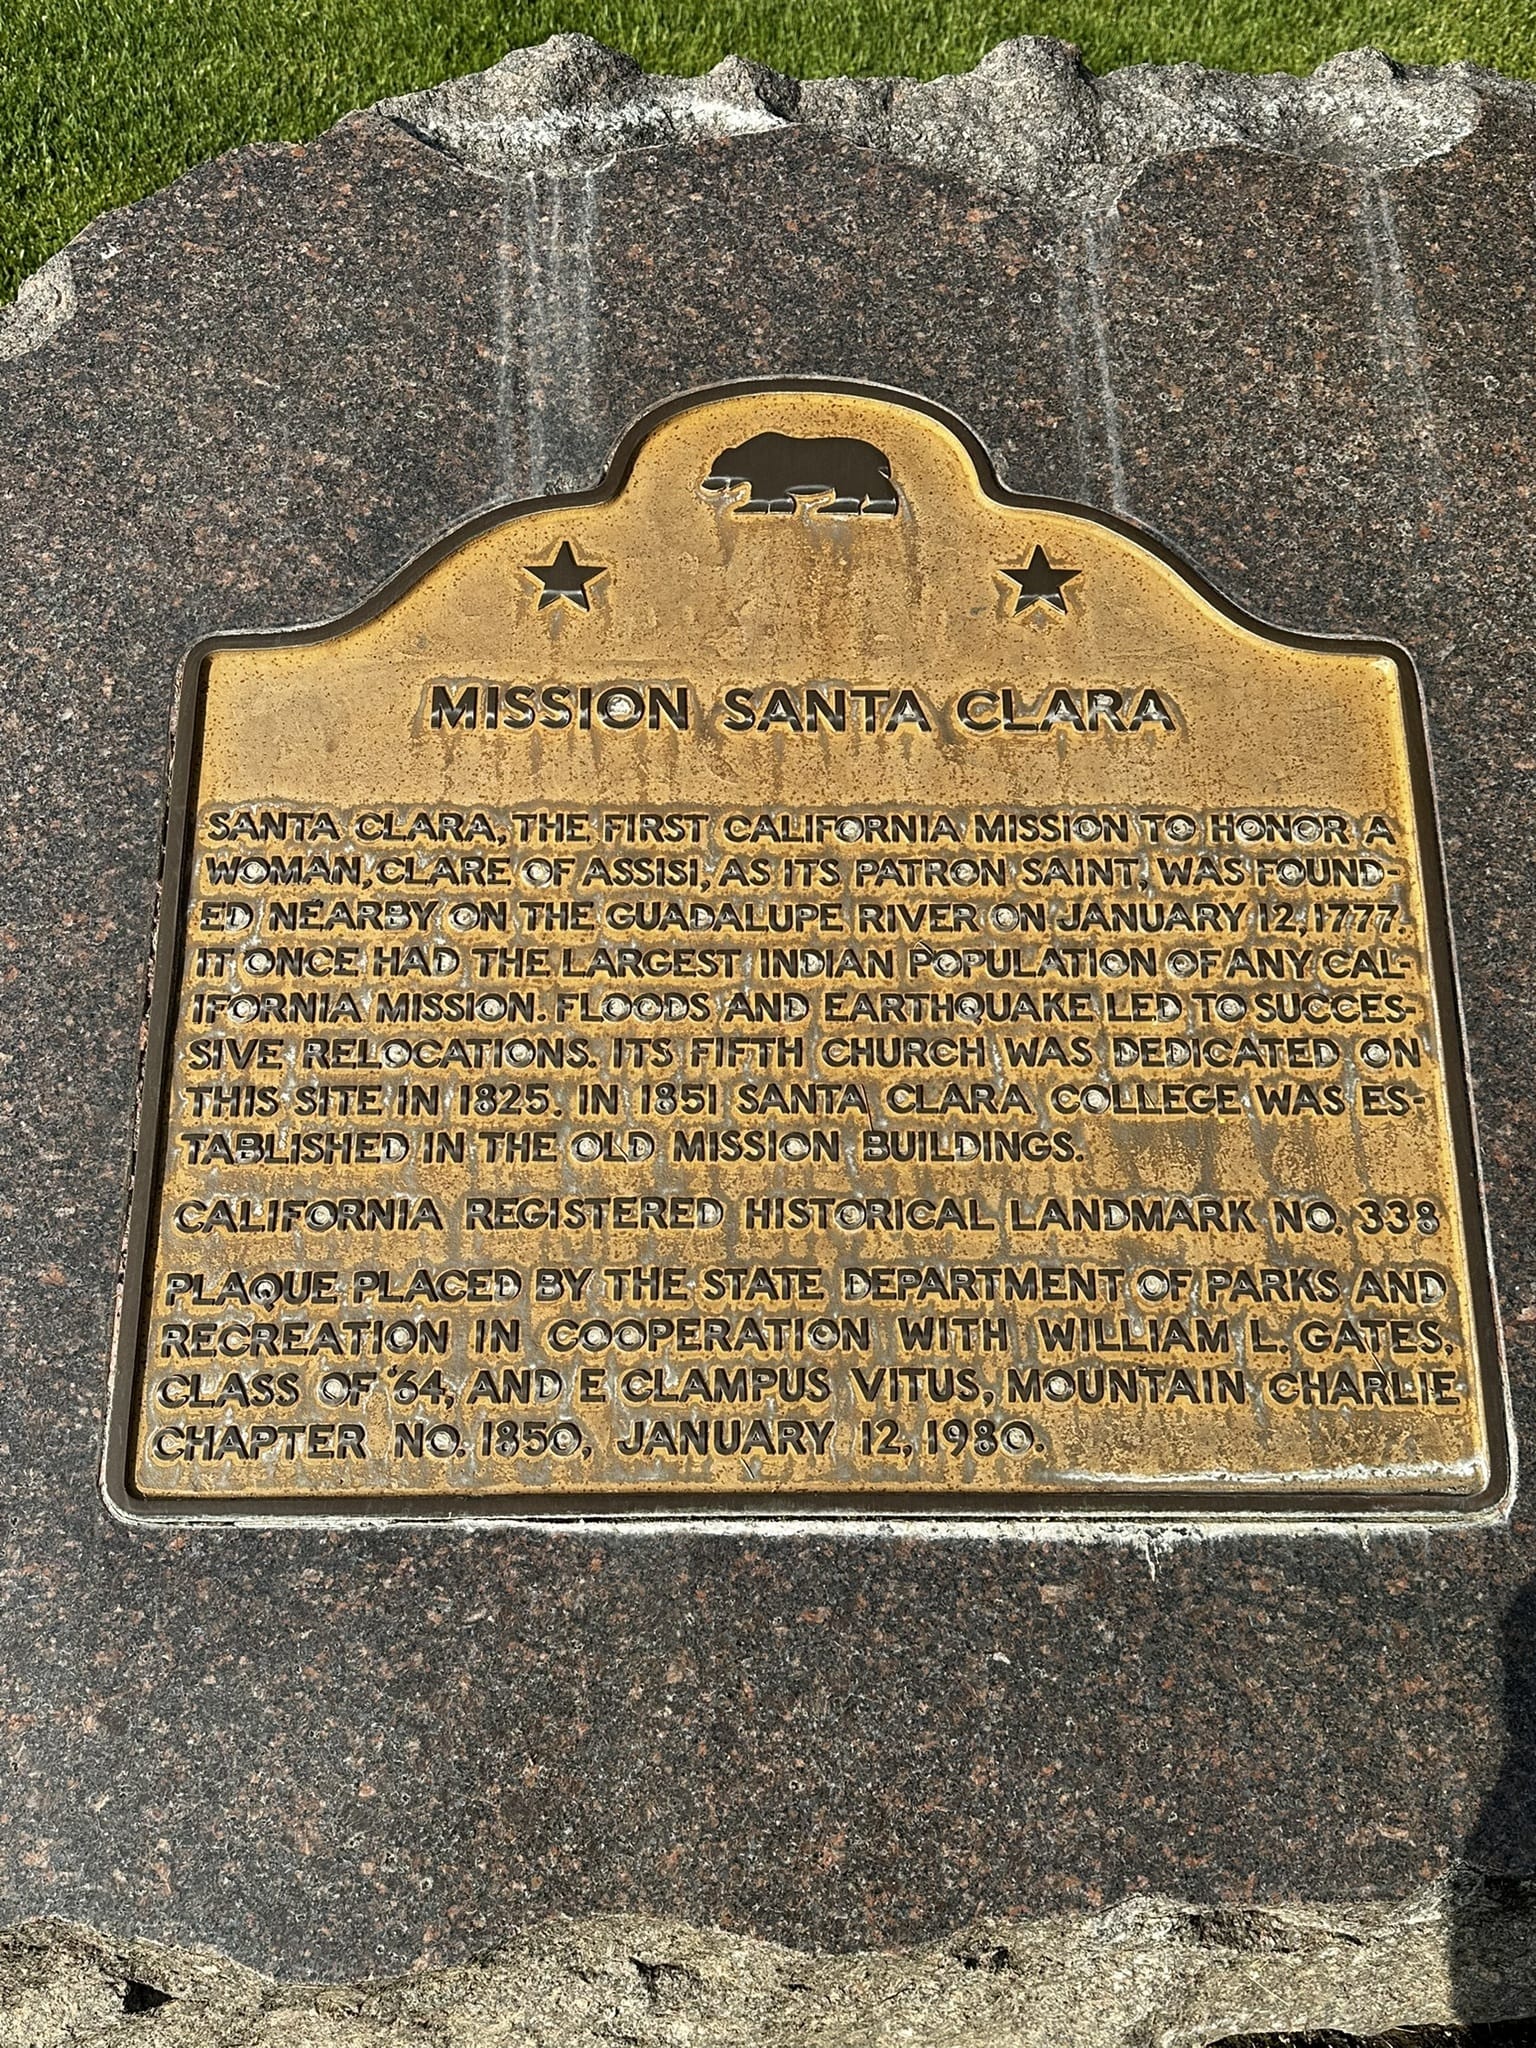 MISSION SANTA CLARA
SANTA CLARA, THE FIRST CALIFORNIA MISSION TO HONOR A
WOMAN, CLARE OF ASSISI, AS ITS PATRON SAINT, WAS FOUND-
ED NEARBY ON THE GUADALUPE RIVER ON JANUARY 12, 1777.
IT ONCE HAD THE LARGEST INDIAN POPULATION OF ANY CAL-
IFORNIA MISSION. FLOODS AND EARTHQUAKE LED TO SUCCES-
SIVE RELOCATIONS. ITS FIFTH CHURCH WAS DEDICATED ON
THIS SITE IN 1825. IN 1851 SANTA CLARA COLLEGE WAS ES-
TABLISHED IN THE OLD MISSION BUILDINGS.
CALIFORNIA REGISTERED HISTORICAL LANDMARK NO. 338
PLAQUE PLACED BY THE STATE DEPARTMENT OF PARKS AND
RECREATION IN COOPERATION WITH WILLIAM L. GATES,
CLASS OF '64, AND E CLAMPUS VITUS, MOUNTAIN CHARLIE
CHAPTER NO. 1850, JANUARY 12, 1980.